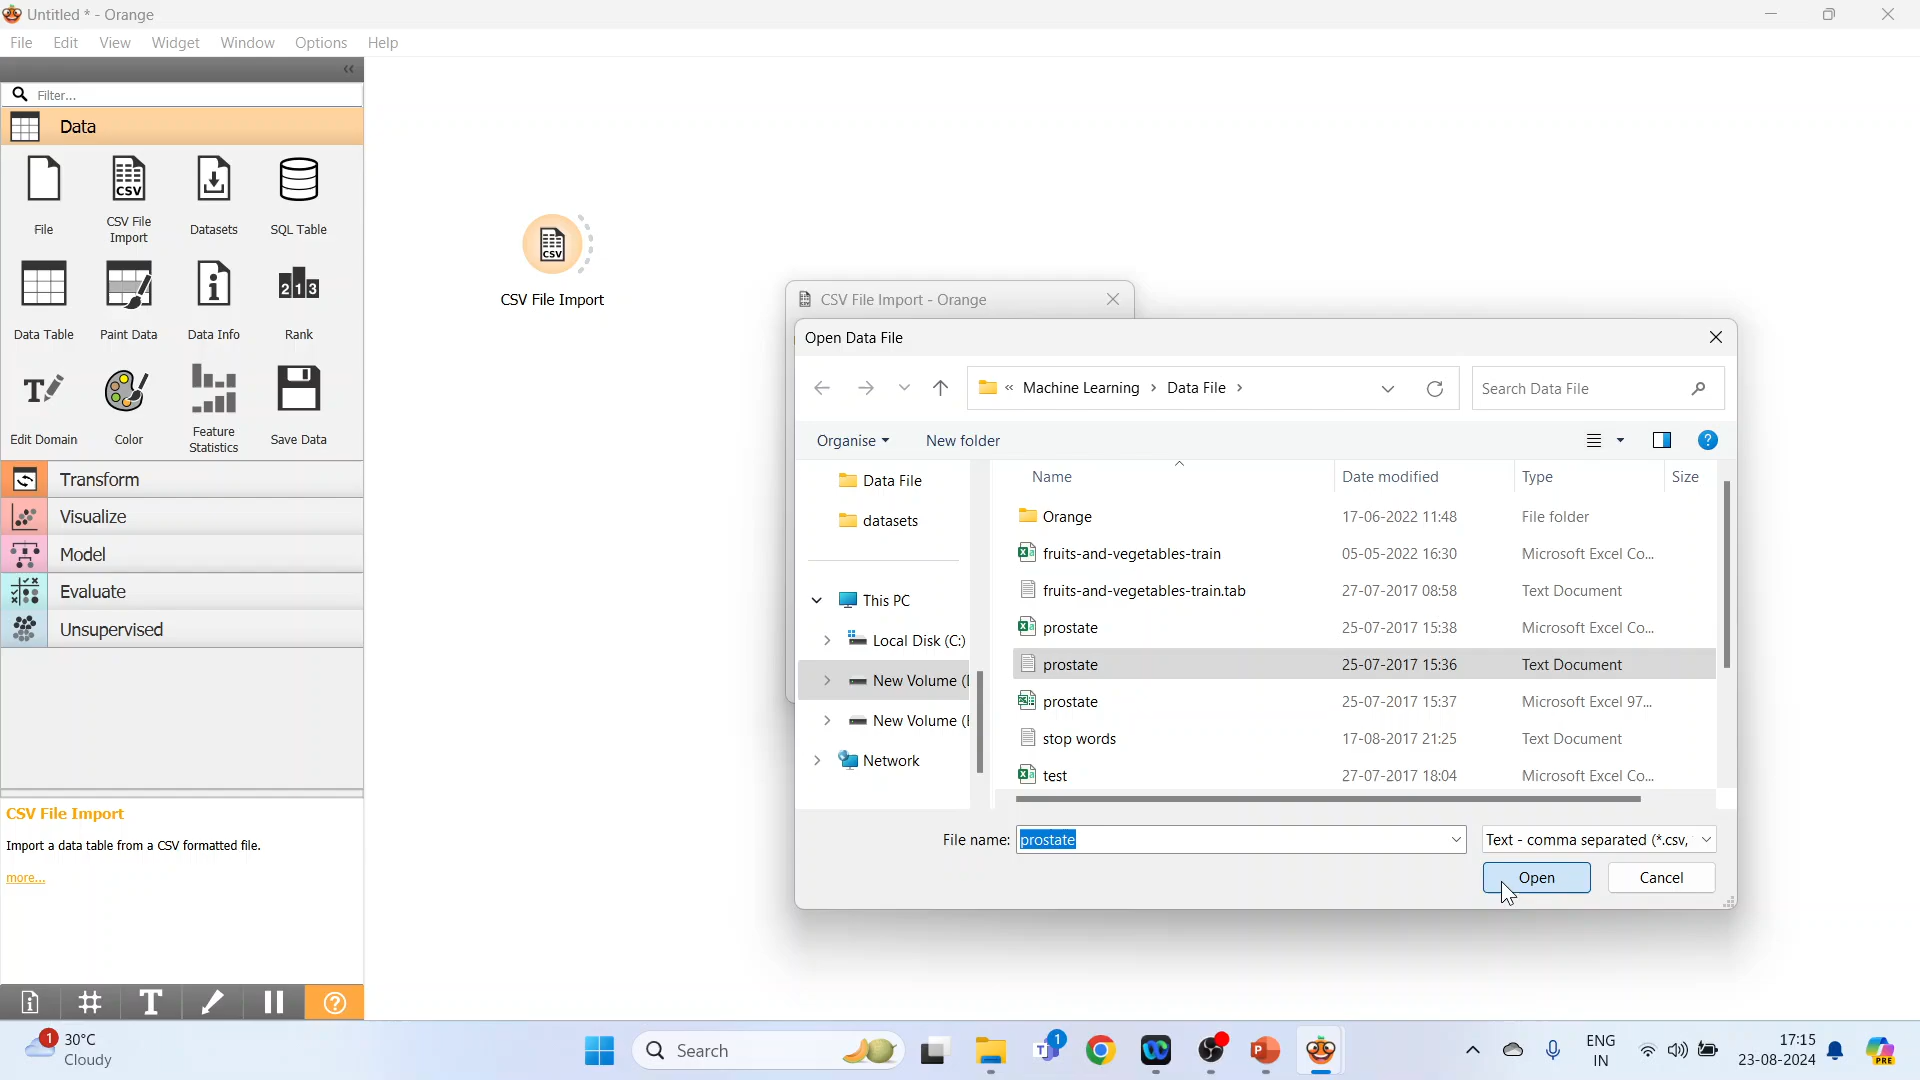 Untitled * - Orange
File Edit View Widget Window Options Help
Filter...
Data
File
CSV File Import
Datasets
SQL Table
Data Table
Paint Data
Data Info
Rank
Edit Domain
Color
Feature Statistics
Save Data
Transform
Visualize
Model
Evaluate
Unsupervised
CSV File Import
Import a data table from a CSV formatted file.
more...
CSV File Import
CSV File Import - Orange
Open Data File
« Machine Learning › Data File ›
Search Data File
Organise
New folder
Data File
datasets
This PC
Local Disk (C:)
New Volume (
New Volume (
Network
Name Date modified Type Size
Orange 17-06-2022 11:48 File folder
fruits-and-vegetables-train 05-05-2022 16:30 Microsoft Excel Co...
fruits-and-vegetables-train.tab 27-07-2017 08:58 Text Document
prostate 25-07-2017 15:38 Microsoft Excel Co...
prostate 25-07-2017 15:36 Text Document
prostate 25-07-2017 15:37 Microsoft Excel 97...
stop words 17-08-2017 21:25 Text Document
test 27-07-2017 18:04 Microsoft Excel Co...
File name: prostate
Text - comma separated (*.csv,
Open
Cancel
1
30°C
Cloudy
Search
1
ENG
IN
17:15
23-08-2024
PRE